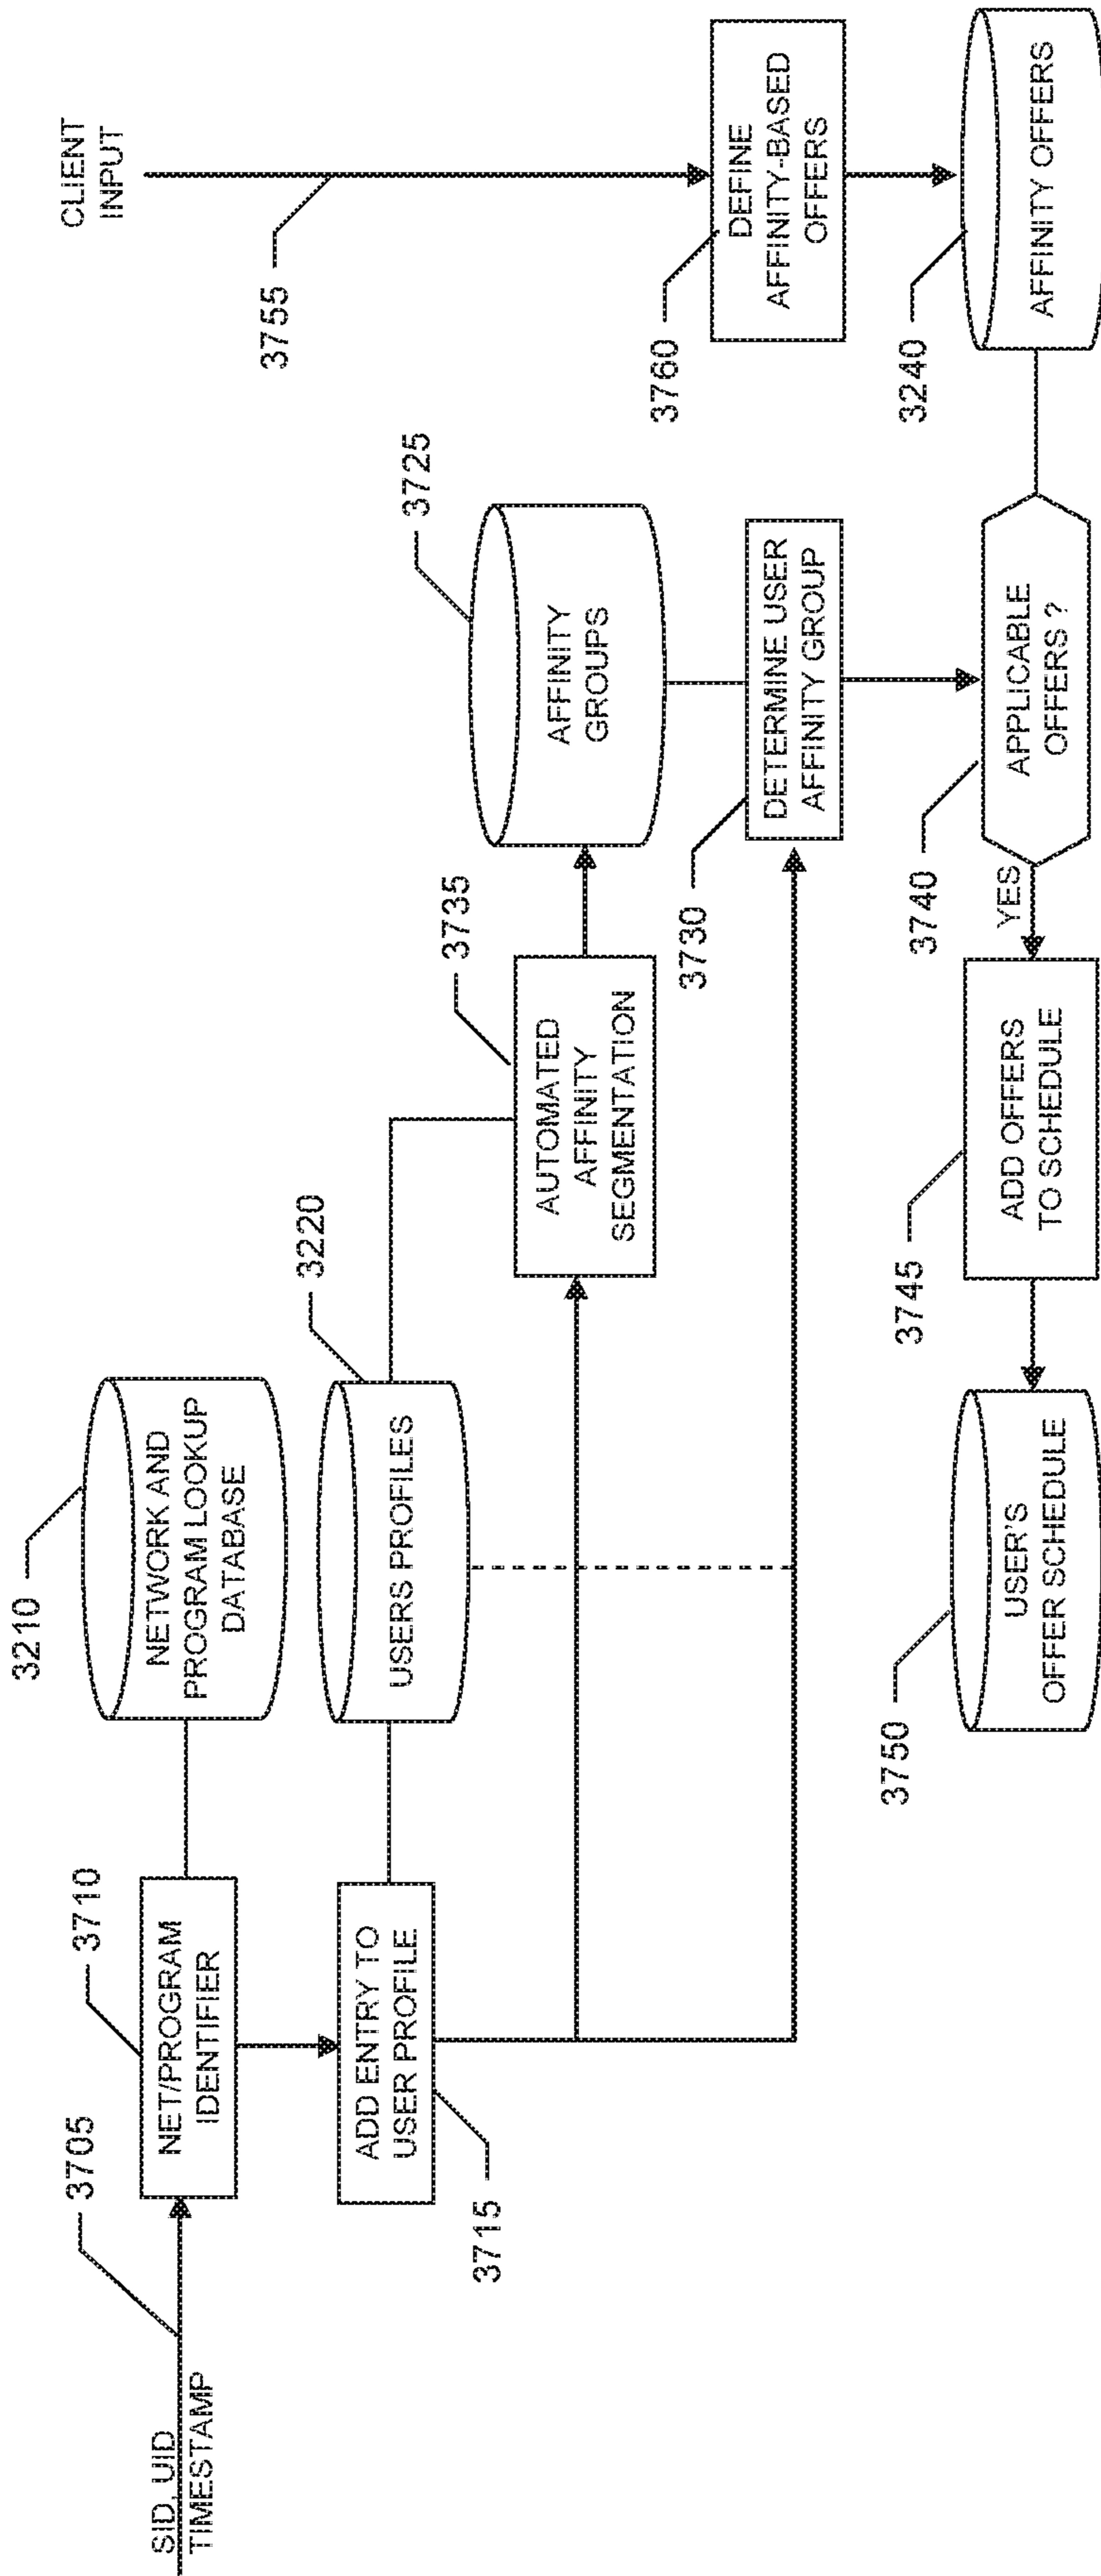 SID, UID
TIMESTAMP
3705
NET/PROGRAM
IDENTIFIER
3710
3210
NETWORK AND
PROGRAM LOOKUP
DATABASE
ADD ENTRY TO
USER PROFILE
3715
USERS PROFILES
3220
AUTOMATED
AFFINITY
SEGMENTATION
3735
AFFINITY
GROUPS
3725
DETERMINE USER
AFFINITY GROUP
3730
CLIENT
INPUT
3755
DEFINE
AFFINITY-BASED
OFFERS
3760
AFFINITY OFFERS
3240
APPLICABLE
OFFERS ?
3740
YES
ADD OFFERS
TO SCHEDULE
3745
USER'S
OFFER SCHEDULE
3750